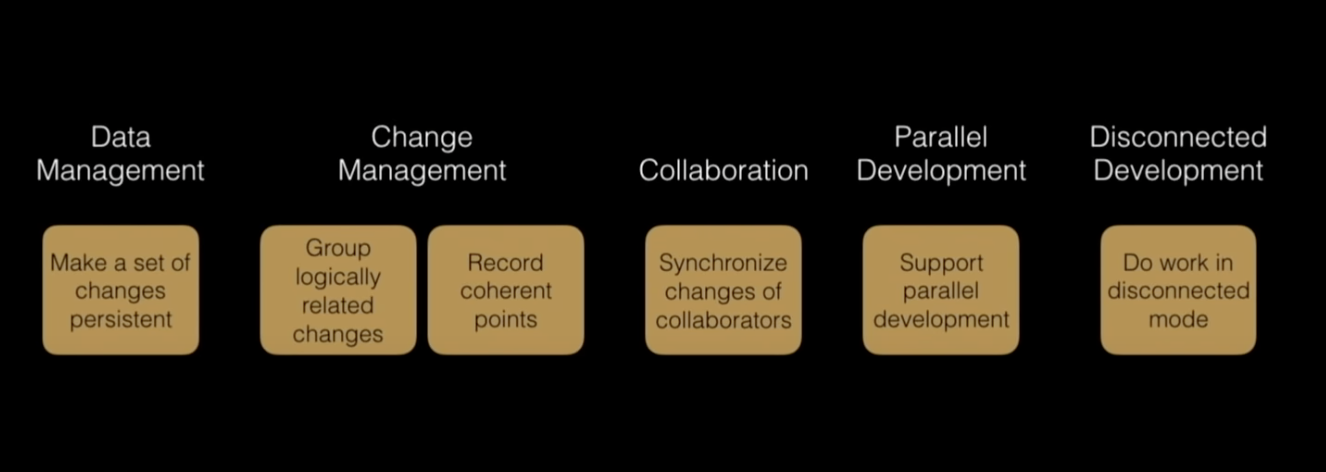 Data
Management
Change
Management
Collaboration
Parallel
Development
Disconnected
Development
Make a set of
changes
persistent
Group
logically
related
changes
Record
coherent
points
Synchronize
changes of
collaborators
Support
parallel
development
Do work in
disconnected
mode